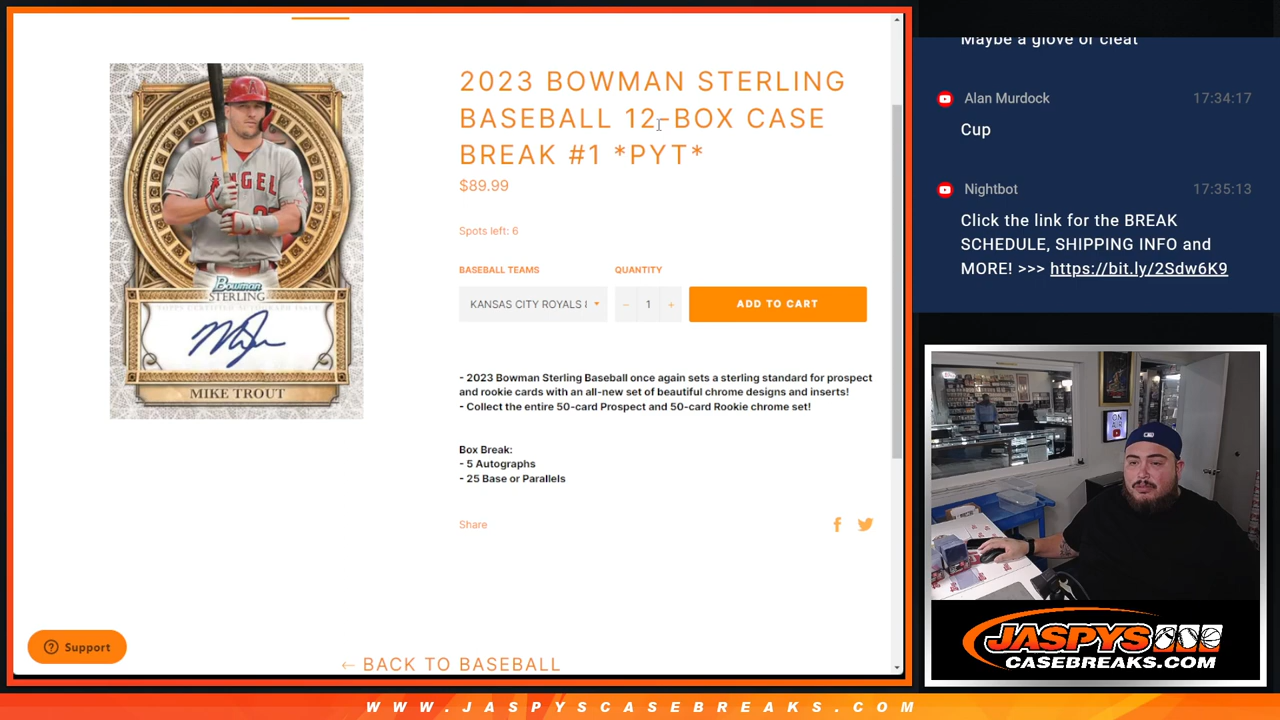 2023 BOWMAN STERLING
BASEBALL 12-BOX CASE
BREAK #1 *PYT*
$89.99
Spots left: 6
BASEBALL TEAMS
QUANTITY
KANSAS CITY ROYALS
− 1 +
ADD TO CART
- 2023 Bowman Sterling Baseball once again sets a sterling standard for prospect
and rookie cards with an all-new set of beautiful chrome designs and inserts!
- Collect the entire 50-card Prospect and 50-card Rookie chrome set!
Box Break:
- 5 Autographs
- 25 Base or Parallels
Share
ANGEL
Bowman
STERLING
MIKE TROUT
Support
← BACK TO BASEBALL
Maybe a glove or cleat
Alan Murdock 17:34:17
Cup
Nightbot 17:35:13
Click the link for the BREAK
SCHEDULE, SHIPPING INFO and
MORE! >>> https://bit.ly/2Sdw6K9
ON
AIR
JASPYS
CASEBREAKS.COM
WWW.JASPYSCASEBREAKS.COM